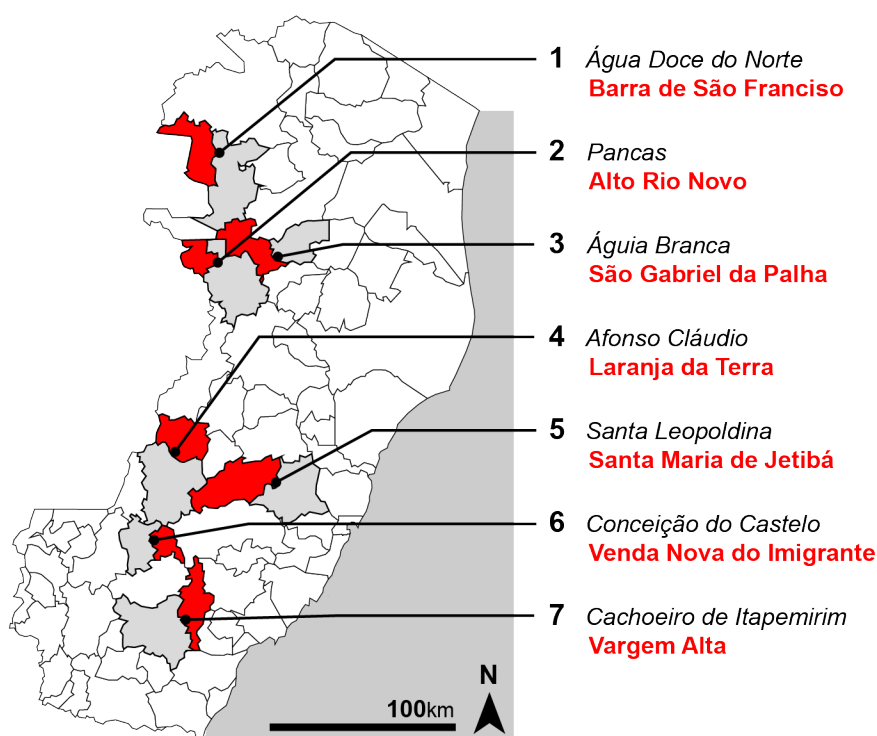 1 Água Doce do Norte
Barra de São Franciso
2 Pancas
Alto Rio Novo
3 Águia Branca
São Gabriel da Palha
4 Afonso Cláudio
Laranja da Terra
5 Santa Leopoldina
Santa Maria de Jetibá
6 Conceição do Castelo
Venda Nova do Imigrante
7 Cachoeiro de Itapemirim
Vargem Alta
N
100km